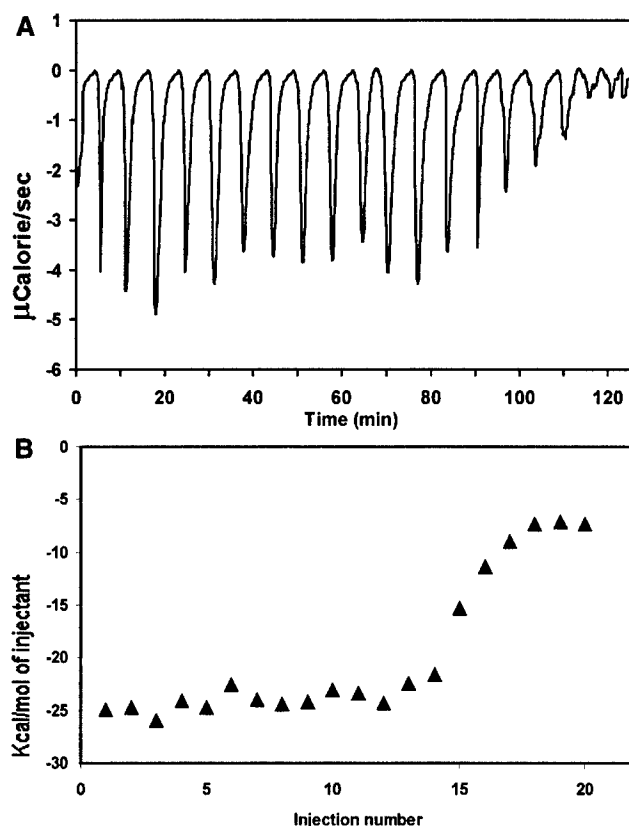 A
1
0
-1
-2
-3
-4
-5
-6
μCalorie/sec
0 20 40 60 80 100 120
Time (min)
B
0
-5
-10
-15
-20
-25
-30
Kcal/mol of injectant
0 5 10 15 20
Injection number